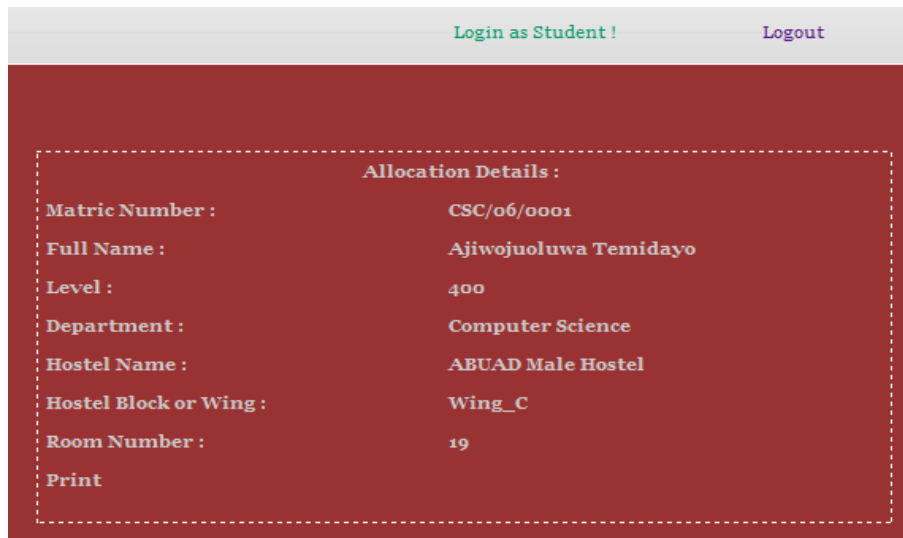 Login as Student ! Logout
Allocation Details :
Matric Number : CSC/06/0001
Full Name : Ajiwojuoluwa Temidayo
Level : 400
Department : Computer Science
Hostel Name : ABUAD Male Hostel
Hostel Block or Wing : Wing_C
Room Number : 19
Print